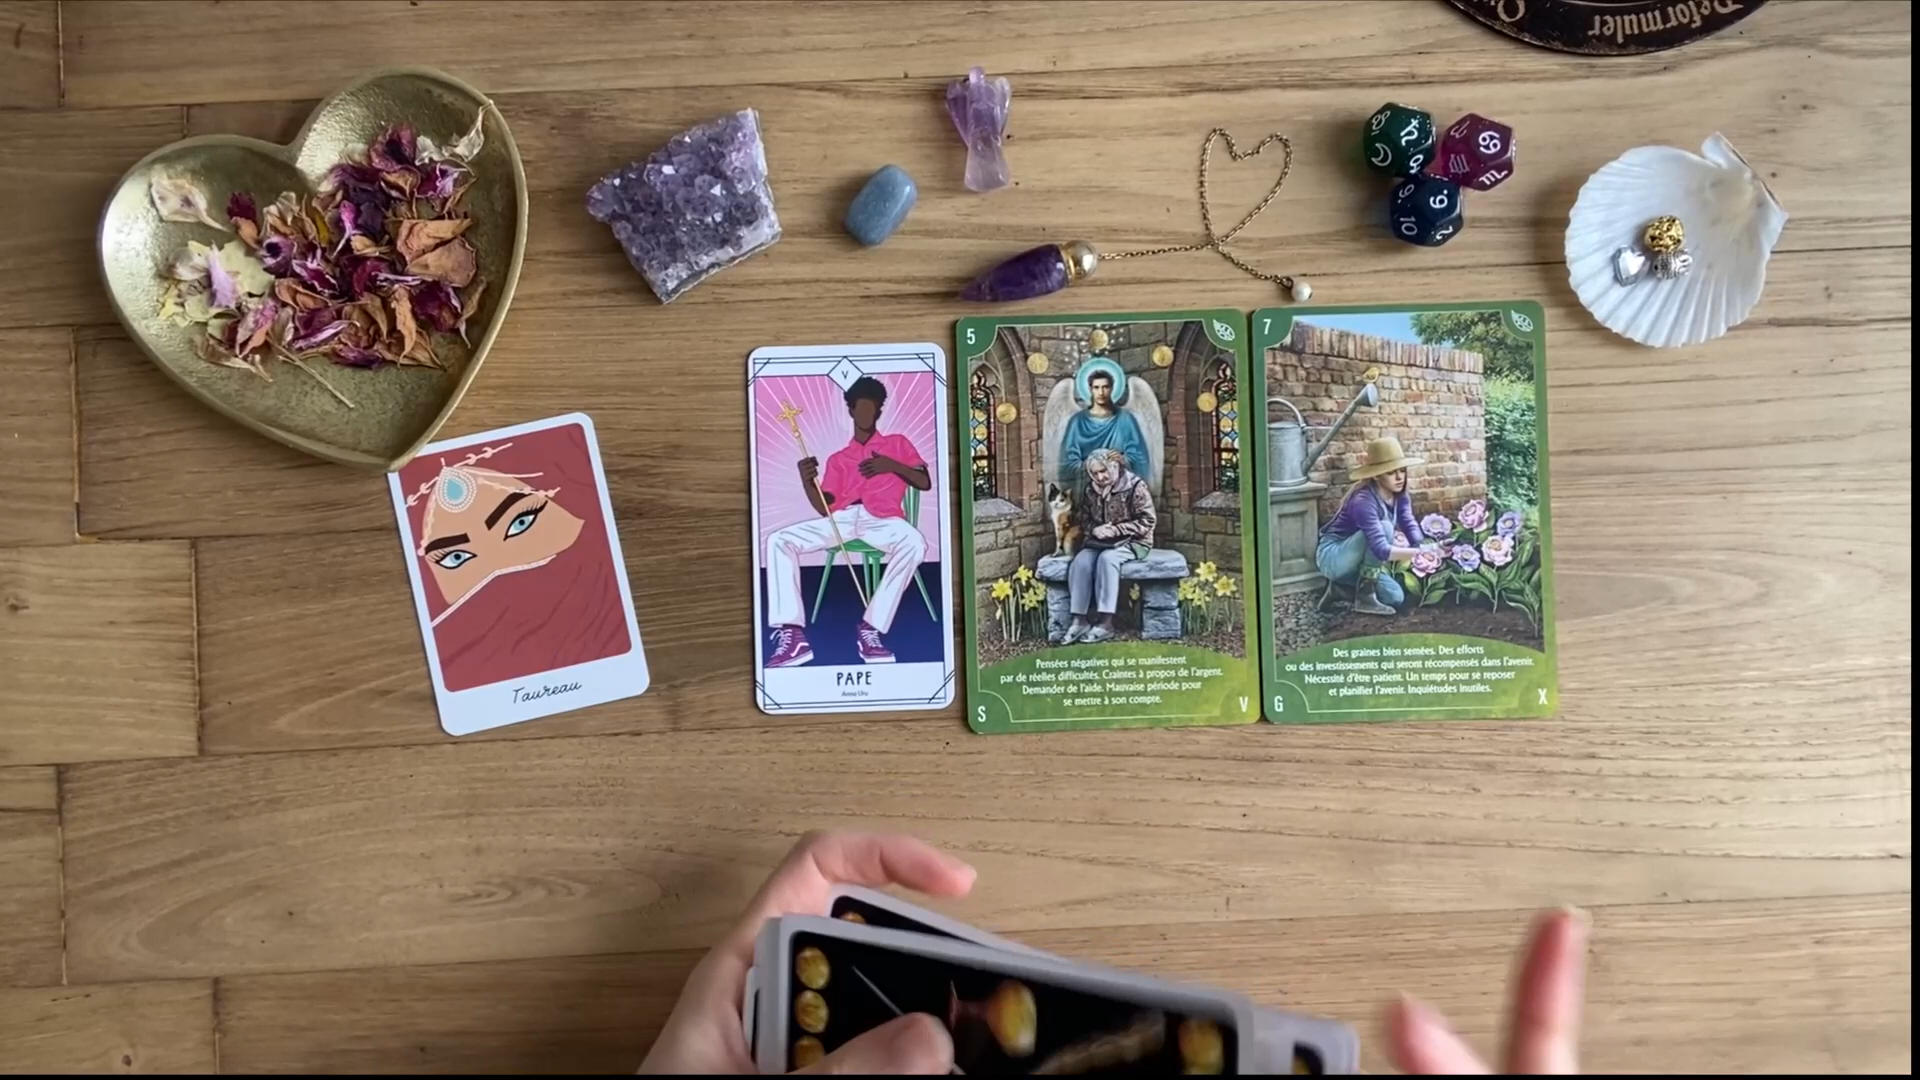 Reformuler
Taureau
V
PAPE
Anna Uru
5
Pensées négatives qui se manifestent
par de réelles difficultés. Craintes à propos de l'argent.
Demander de l'aide. Mauvaise période pour
se mettre à son compte.
S
V
7
Des graines bien semées. Des efforts
ou des investissements qui seront récompensés dans l'avenir.
Nécessité d'être patient. Un temps pour se reposer
et planifier l'avenir. Inquiétudes inutiles.
G
X